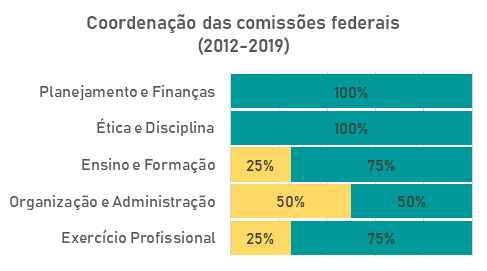 Coordenação das comissões federais
(2012-2019)
Planejamento e Finanças 100%
Ética e Disciplina 100%
Ensino e Formação 25% 75%
Organização e Administração 50% 50%
Exercício Profissional 25% 75%